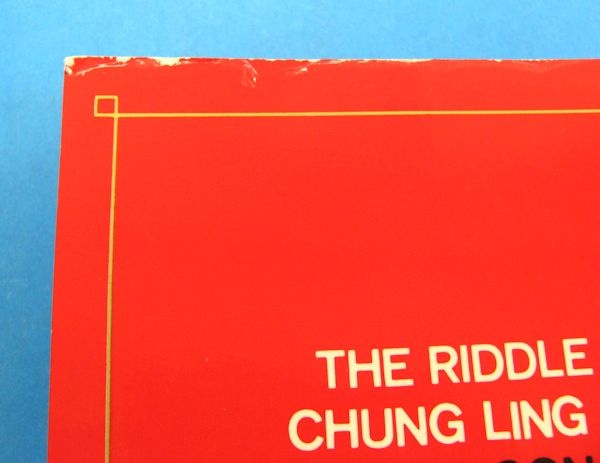 THE RIDDLE
CHUNG LING